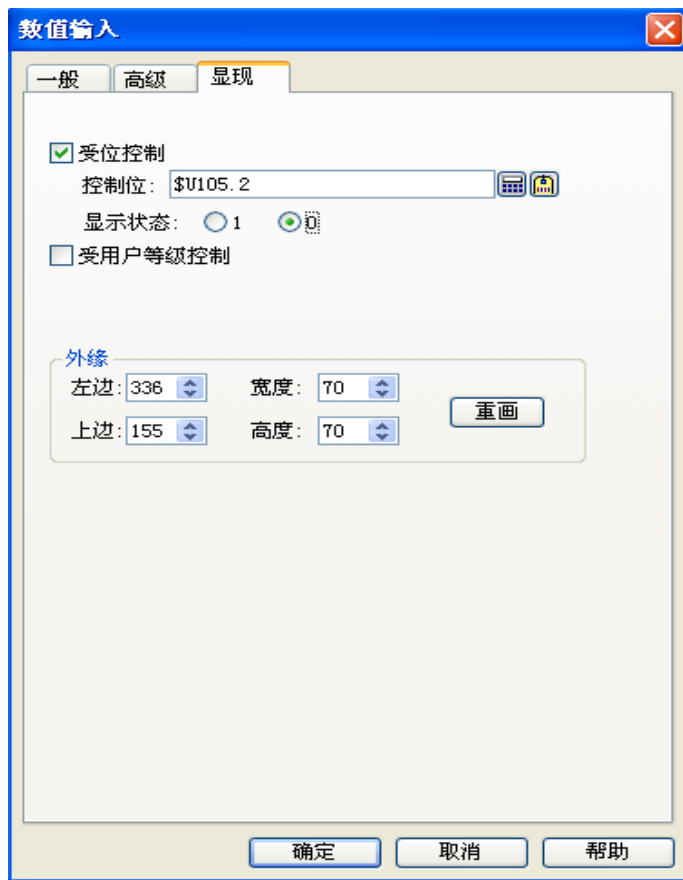 数值输入
一般 高级 显现
受位控制
控制位: $U105.2
显示状态: 1 0
受用户等级控制
外缘
左边: 336 宽度: 70 重画
上边: 155 高度: 70
确定 取消 帮助